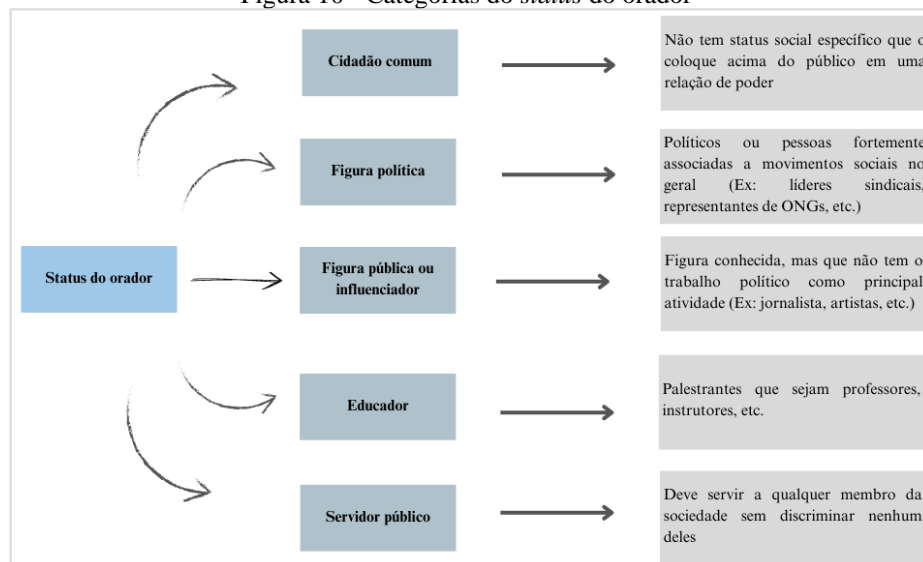 Figura 10 - Categorias do status do orador
Cidadão comum
Não tem status social específico que o
coloque acima do público em uma
relação de poder
Figura política
Políticos ou pessoas fortemente
associadas a movimentos sociais no
geral (Ex: líderes sindicais,
representantes de ONGs, etc.)
Status do orador
Figura pública ou
influenciador
Figura conhecida, mas que não tem o
trabalho político como principal
atividade (Ex: jornalista, artistas, etc.)
Educador
Palestrantes que sejam professores,
instrutores, etc.
Servidor público
Deve servir a qualquer membro da
sociedade sem discriminar nenhum
deles